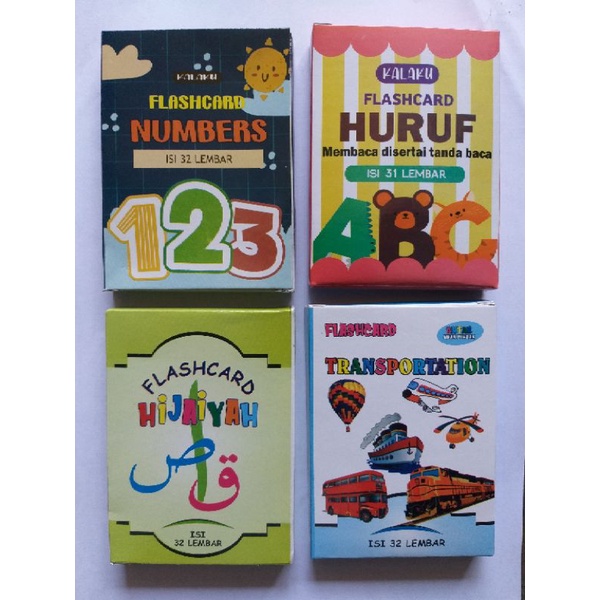 KALAKU
FLASHCARD
NUMBERS
ISI 32 LEMBAR
123
KALAKU
FLASHCARD
HURUF
Membaca disertai tanda baca
ISI 31 LEMBAR
ABC
FLASHCARD
HiJAiYAH
ص ا ق
ISI
32 LEMBAR
FLASHCARD
TRANSPORTATION
ISI 32 LEMBAR